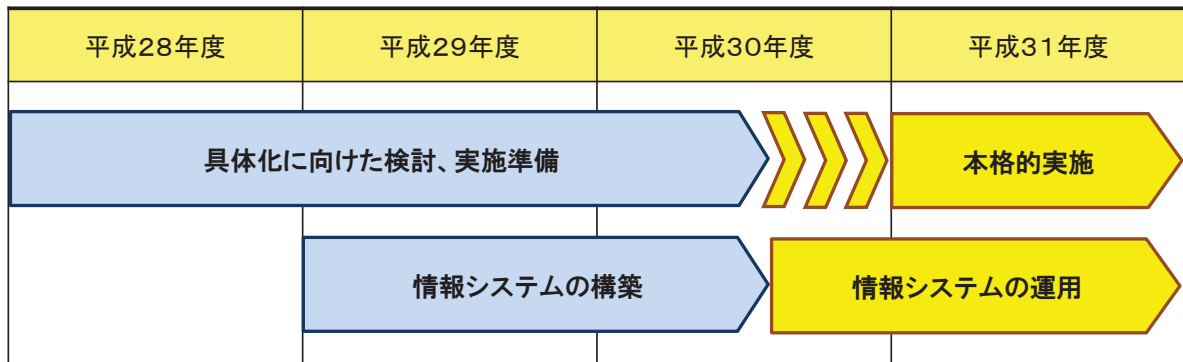 平成28年度
平成29年度
平成30年度
平成31年度
具体化に向けた検討、実施準備
本格的実施
情報システムの構築
情報システムの運用